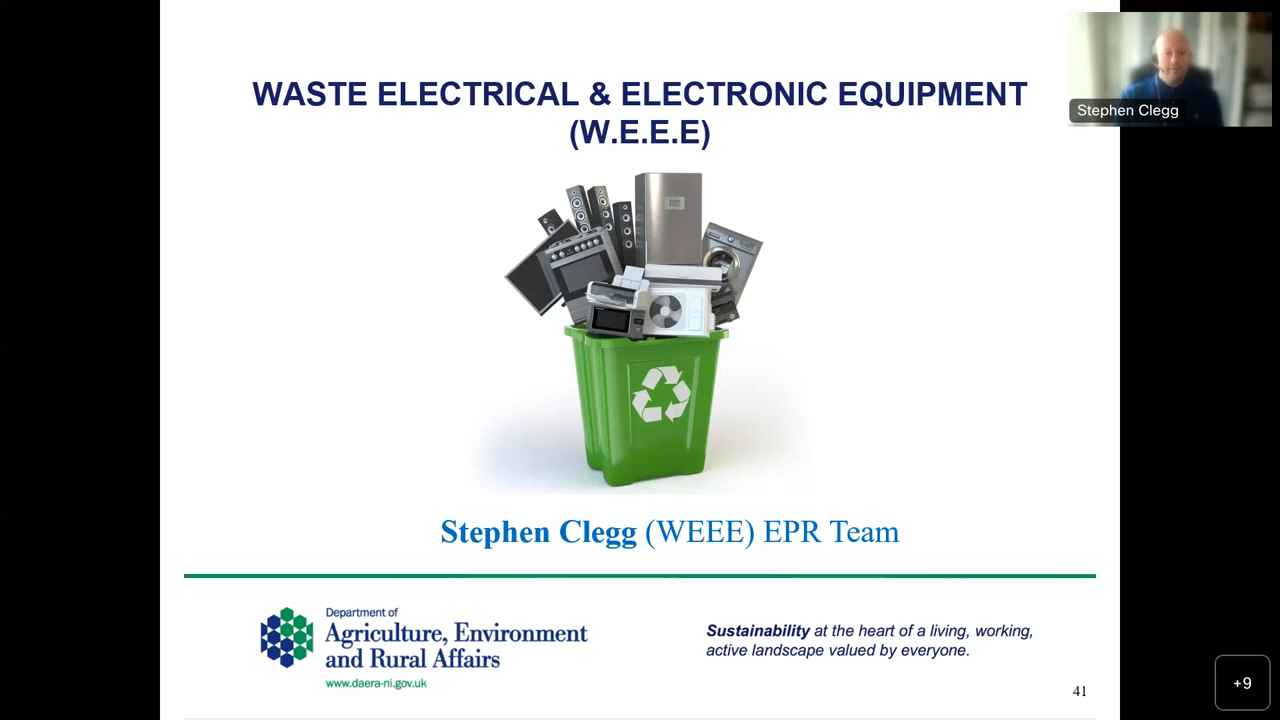 WASTE ELECTRICAL & ELECTRONIC EQUIPMENT
(W.E.E.E)
Stephen Clegg
Stephen Clegg (WEEE) EPR Team
Department of
Agriculture, Environment
and Rural Affairs
www.daera-ni.gov.uk
Sustainability at the heart of a living, working,
active landscape valued by everyone.
41
+9